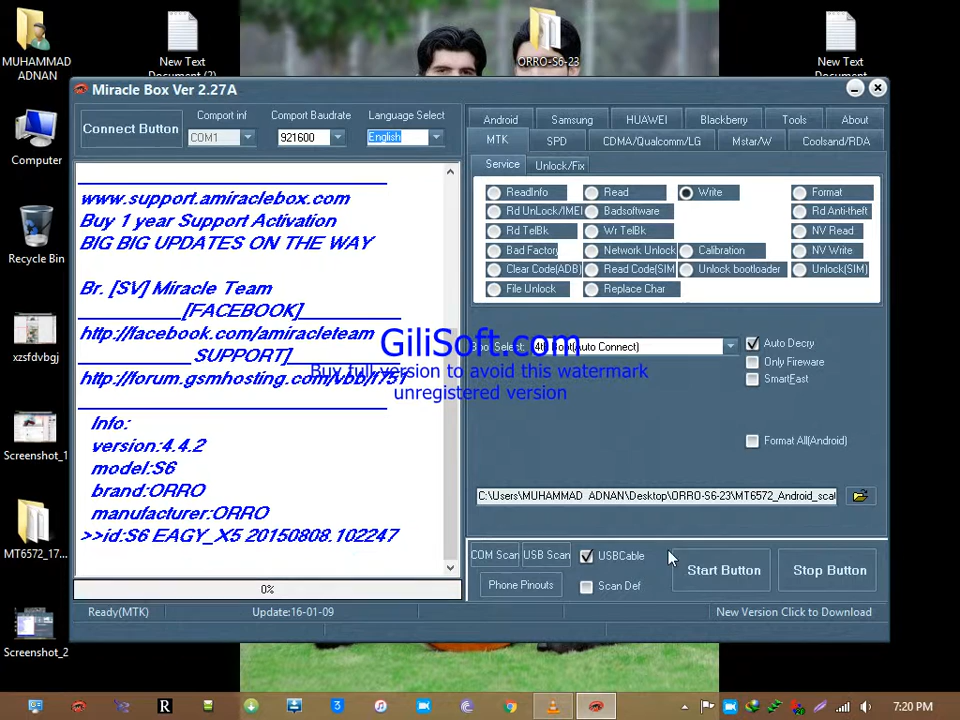 MUHAMMAD
ADNAN
New Text
Document (2)
ORRO-S6-23
New Text
Computer
Recycle Bin
xzsfdvbgj
Screenshot_1
MT6572_17...
Screenshot_2
Miracle Box Ver 2.27A
Connect Button
Comport inf
COM1
Comport Baudrate
921600
Language Select
English
www.support.amiraclebox.com
Buy 1 year Support Activation
BIG BIG UPDATES ON THE WAY
Br. [SV] Miracle Team
________[FACEBOOK]________
http://facebook.com/amiracleteam
_________SUPPORT]
http://forum.gsmhosting.com/vbb/f751
Info:
version:4.4.2
model:S6
brand:ORRO
manufacturer:ORRO
>>id:S6 EAGY_X5 20150808.102247
0%
Ready(MTK)
Update:16-01-09
New Version Click to Download
Android
Samsung
HUAWEI
Blackberry
Tools
About
MTK
SPD
CDMA/Qualcomm/LG
Mstar/W
Coolsand/RDA
Service
Unlock/Fix
ReadInfo
Read
Write
Format
Rd UnLock/IMEI
Badsoftware
Rd Anti-theft
Rd TelBk
Wr TelBk
NV Read
Bad Factory
Network Unlock
Calibration
NV Write
Clear Code(ADB)
Read Code(SIM
Unlock bootloader
Unlock(SIM)
File Unlock
Replace Char
Select:
Boot(Auto Connect)
Auto Decry
Only Fireware
SmartFast
Format All(Android)
C:\Users\MUHAMMAD ADNAN\Desktop\ORRO-S6-23\MT6572_Android_scat
COM Scan
USB Scan
USBCable
Phone Pinouts
Scan Def
Start Button
Stop Button
GiliSoft.com
Buy full version to avoid this watermark
unregistered version
R
3
7:20 PM